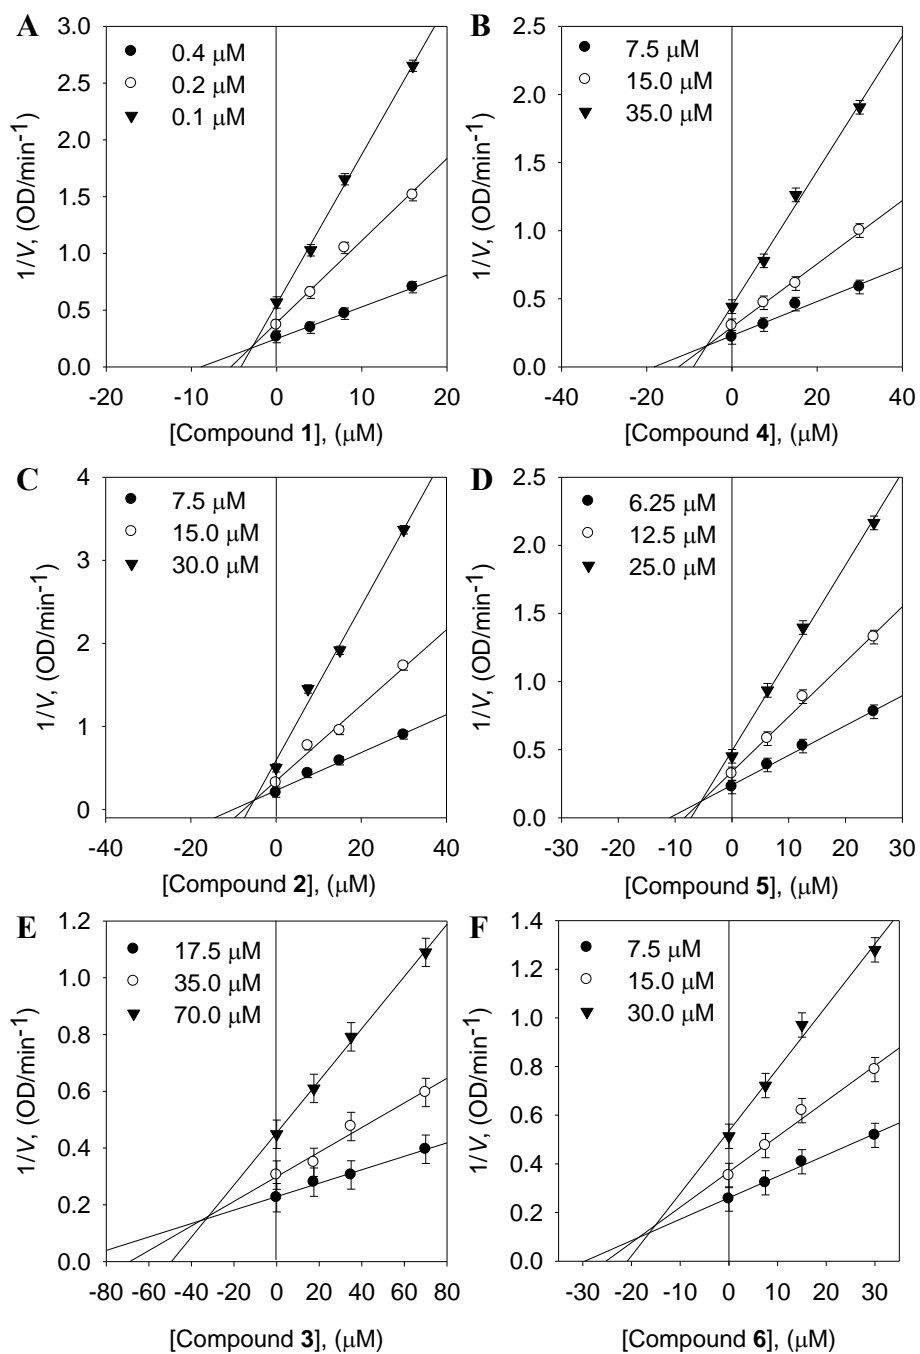 A
0.4 µM
0.2 µM
0.1 µM
1/V, (OD/min⁻¹)
3.0
2.5
2.0
1.5
1.0
0.5
0.0
-20 -10 0 10 20
[Compound 1], (µM)
B
7.5 µM
15.0 µM
35.0 µM
1/V, (OD/min⁻¹)
2.5
2.0
1.5
1.0
0.5
0.0
-40 -20 0 20 40
[Compound 4], (µM)
C
7.5 µM
15.0 µM
30.0 µM
1/V, (OD/min⁻¹)
4
3
2
1
0
-40 -20 0 20 40
[Compound 2], (µM)
D
6.25 µM
12.5 µM
25.0 µM
1/V, (OD/min⁻¹)
2.5
2.0
1.5
1.0
0.5
0.0
-30 -20 -10 0 10 20 30
[Compound 5], (µM)
E
17.5 µM
35.0 µM
70.0 µM
1/V, (OD/min⁻¹)
1.2
1.0
0.8
0.6
0.4
0.2
0.0
-80 -60 -40 -20 0 20 40 60 80
[Compound 3], (µM)
F
7.5 µM
15.0 µM
30.0 µM
1/V, (OD/min⁻¹)
1.4
1.2
1.0
0.8
0.6
0.4
0.2
0.0
-30 -20 -10 0 10 20 30
[Compound 6], (µM)